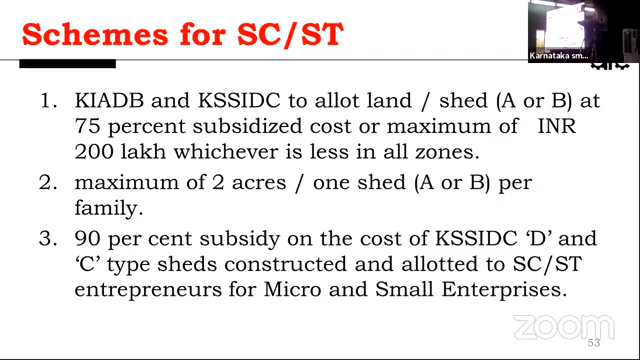 Schemes for SC/ST
Karnataka sm...
1. KIADB and KSSIDC to allot land / shed (A or B) at
75 percent subsidized cost or maximum of INR
200 lakh whichever is less in all zones.
2. maximum of 2 acres / one shed (A or B) per
family.
3. 90 per cent subsidy on the cost of KSSIDC ‘D’ and
‘C’ type sheds constructed and allotted to SC/ST
entrepreneurs for Micro and Small Enterprises.
zoom
53